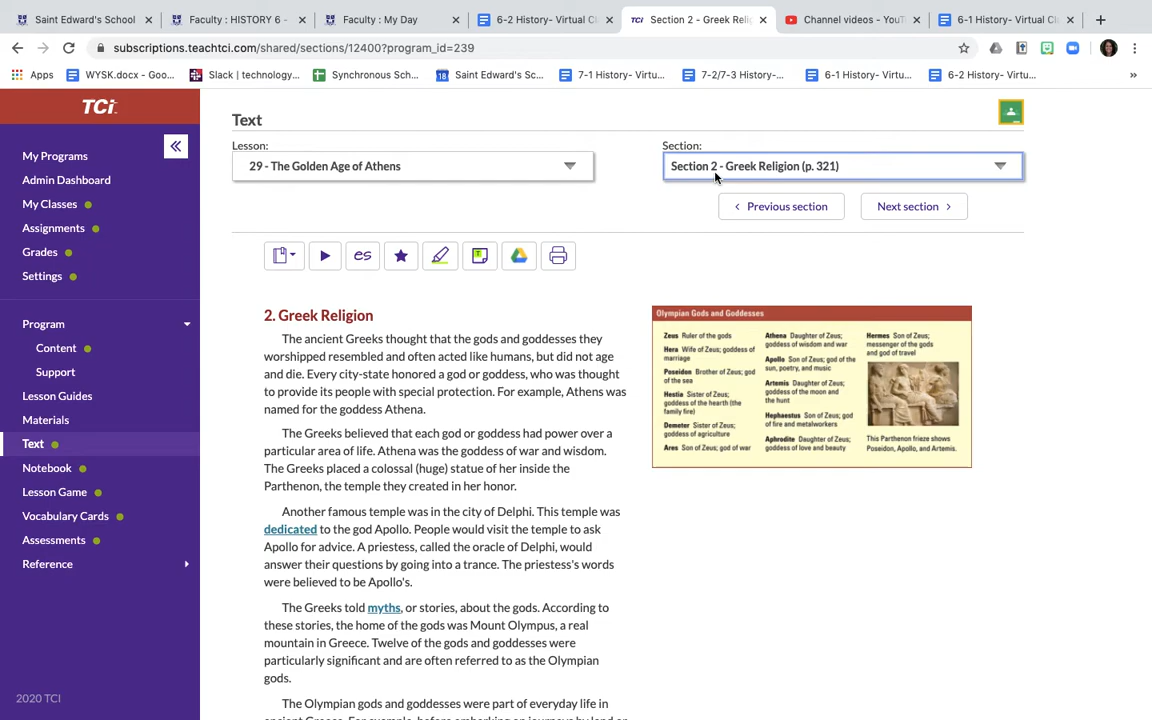 Saint Edward's School
Faculty : HISTORY 6 -
Faculty : My Day
6-2 History- Virtual Cl
Section 2 - Greek Reli
Channel videos - YouT
6-1 History- Virtual Cl
subscriptions.teachtci.com/shared/sections/12400?program_id=239
Apps
WYSK.docx - Goo...
Slack | technology...
Synchronous Sch...
18
Saint Edward's Sc...
7-1 History- Virtu...
7-2/7-3 History-...
6-1 History- Virtu...
6-2 History- Virtu...
»
TCi
My Programs
Admin Dashboard
My Classes
Assignments
Grades
Settings
Program
Content
Support
Lesson Guides
Materials
Text
Notebook
Lesson Game
Vocabulary Cards
Assessments
Reference
2020 TCI
Text
Lesson:
29 - The Golden Age of Athens
Section:
Section 2 - Greek Religion (p. 321)
Previous section
Next section
es
2. Greek Religion
The ancient Greeks thought that the gods and goddesses they
worshipped resembled and often acted like humans, but did not age
and die. Every city-state honored a god or goddess, who was thought
to provide its people with special protection. For example, Athens was
named for the goddess Athena.
The Greeks believed that each god or goddess had power over a
particular area of life. Athena was the goddess of war and wisdom.
The Greeks placed a colossal (huge) statue of her inside the
Parthenon, the temple they created in her honor.
Another famous temple was in the city of Delphi. This temple was
dedicated to the god Apollo. People would visit the temple to ask
Apollo for advice. A priestess, called the oracle of Delphi, would
answer their questions by going into a trance. The priestess's words
were believed to be Apollo's.
The Greeks told myths, or stories, about the gods. According to
these stories, the home of the gods was Mount Olympus, a real
mountain in Greece. Twelve of the gods and goddesses were
particularly significant and are often referred to as the Olympian
gods.
The Olympian gods and goddesses were part of everyday life in
ancient Greece. For example, before embarking on journeys by land or
Olympian Gods and Goddesses
Zeus Ruler of the gods
Hera Wife of Zeus; goddess of
marriage
Poseidon Brother of Zeus; god
of the sea
Hestia Sister of Zeus;
goddess of the hearth (the
family fire)
Demeter Sister of Zeus;
goddess of agriculture
Ares Son of Zeus; god of war
Athena Daughter of Zeus;
goddess of wisdom and war
Apollo Son of Zeus; god of the
sun, poetry, and music
Artemis Daughter of Zeus;
goddess of the moon and
the hunt
Hephaestus Son of Zeus; god
of fire and metalworkers
Aphrodite Daughter of Zeus;
goddess of love and beauty
Hermes Son of Zeus;
messenger of the gods
and god of travel
This Parthenon frieze shows
Poseidon, Apollo, and Artemis.